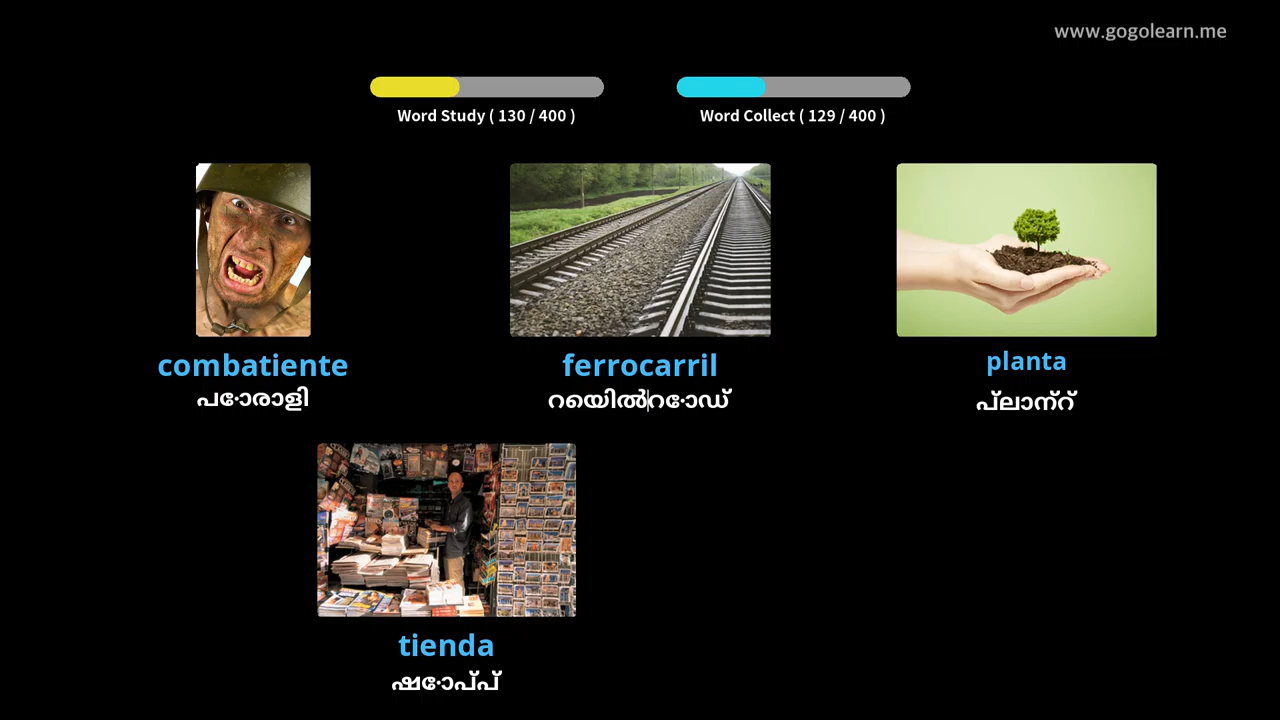 www.gogolearn.me
Word Study ( 130 / 400 )
Word Collect ( 129 / 400 )
combatiente
പോരാളി
ferrocarril
റെയിൽറോഡ്
planta
പ്ലാന്റ്
tienda
ഷോപ്പ്